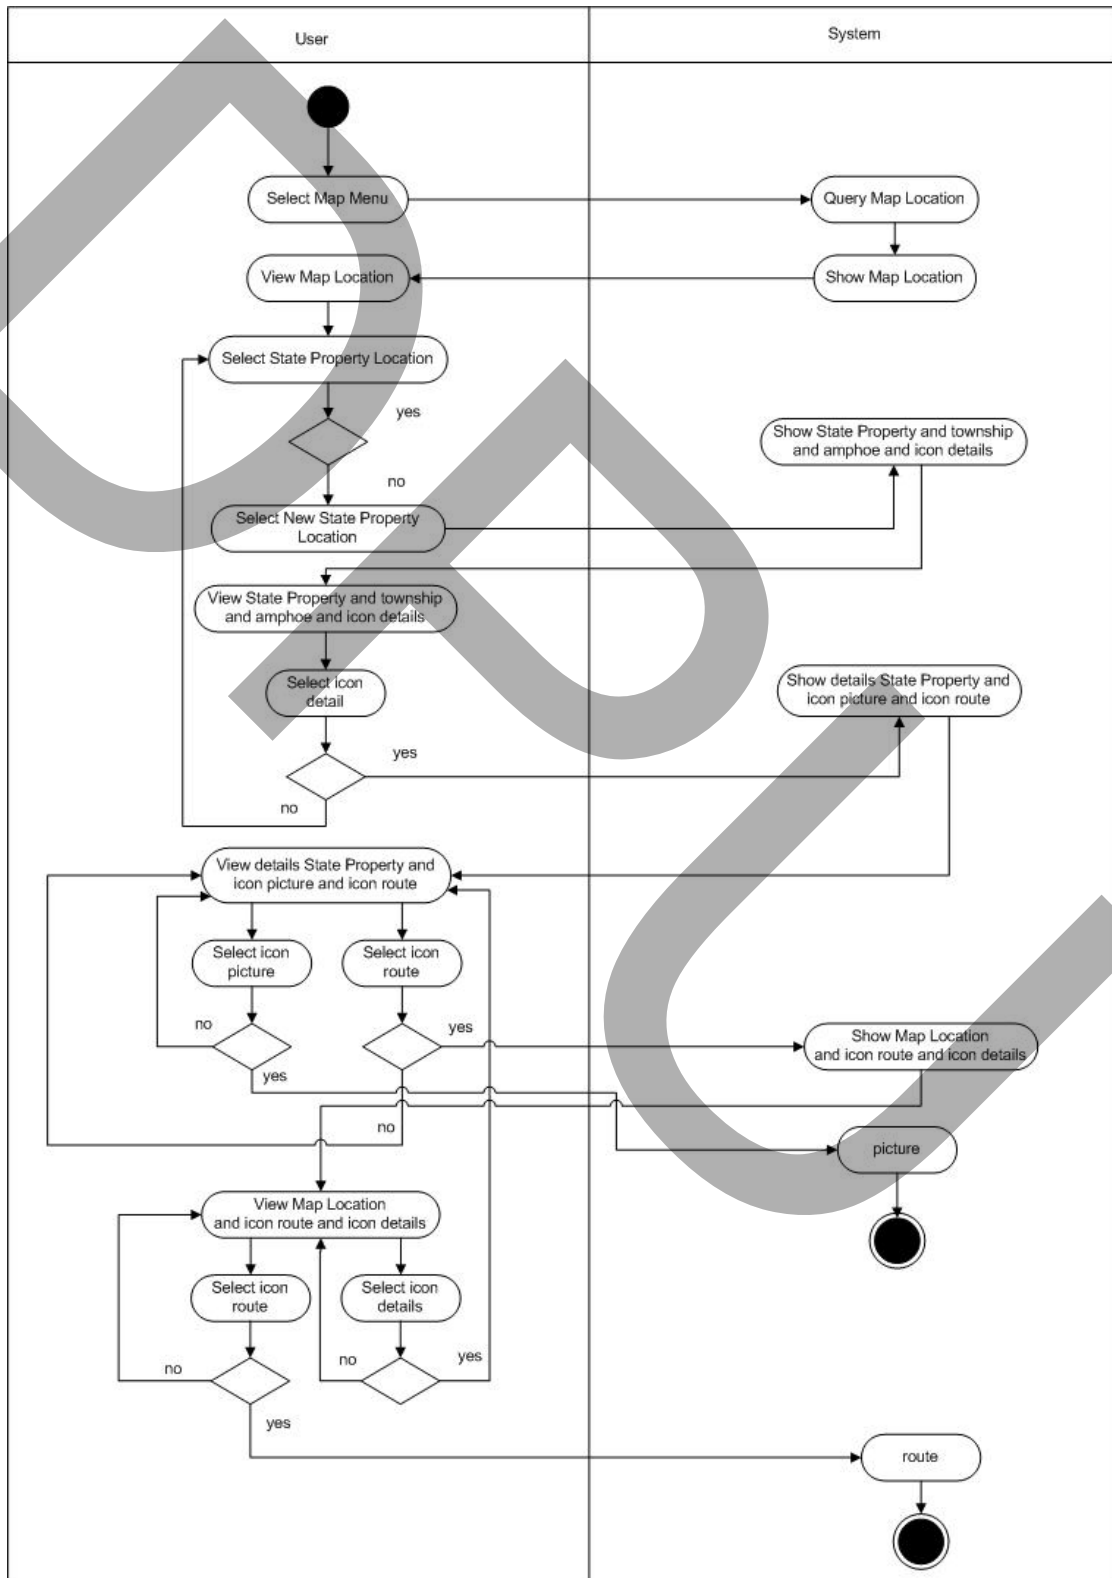 User
System
Select Map Menu
Query Map Location
View Map Location
Show Map Location
Select State Property Location
yes
Show State Property and township
and amphoe and icon details
no
Select New State Property
Location
View State Property and township
and amphoe and icon details
Select icon
detail
Show details State Property and
icon picture and icon route
yes
no
View details State Property and
icon picture and icon route
Select icon
picture
Select icon
route
no
yes
yes
Show Map Location
and icon route and icon details
no
picture
View Map Location
and icon route and icon details
Select icon
route
Select icon
details
no
no
yes
yes
route
DPU